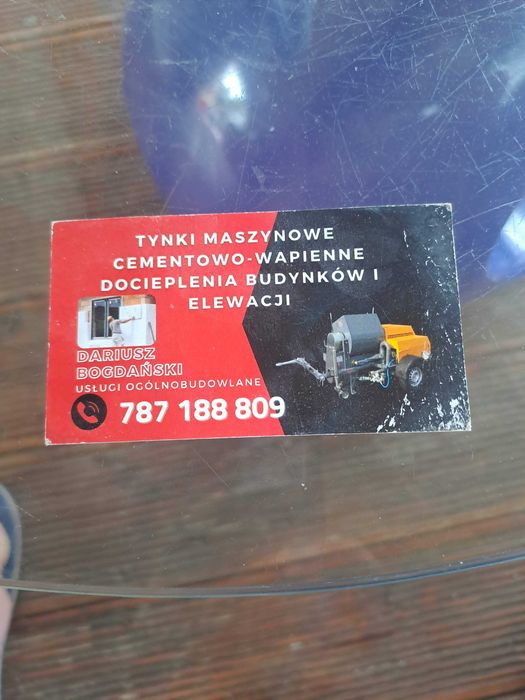 TYNKI MASZYNOWE
CEMENTOWO-WAPIENNE
DOCIEPLENIA BUDYNKÓW I
ELEWACJI
DARIUSZ
BOGDAŃSKI
USŁUGI OGÓLNOBUDOWLANE
787 188 809